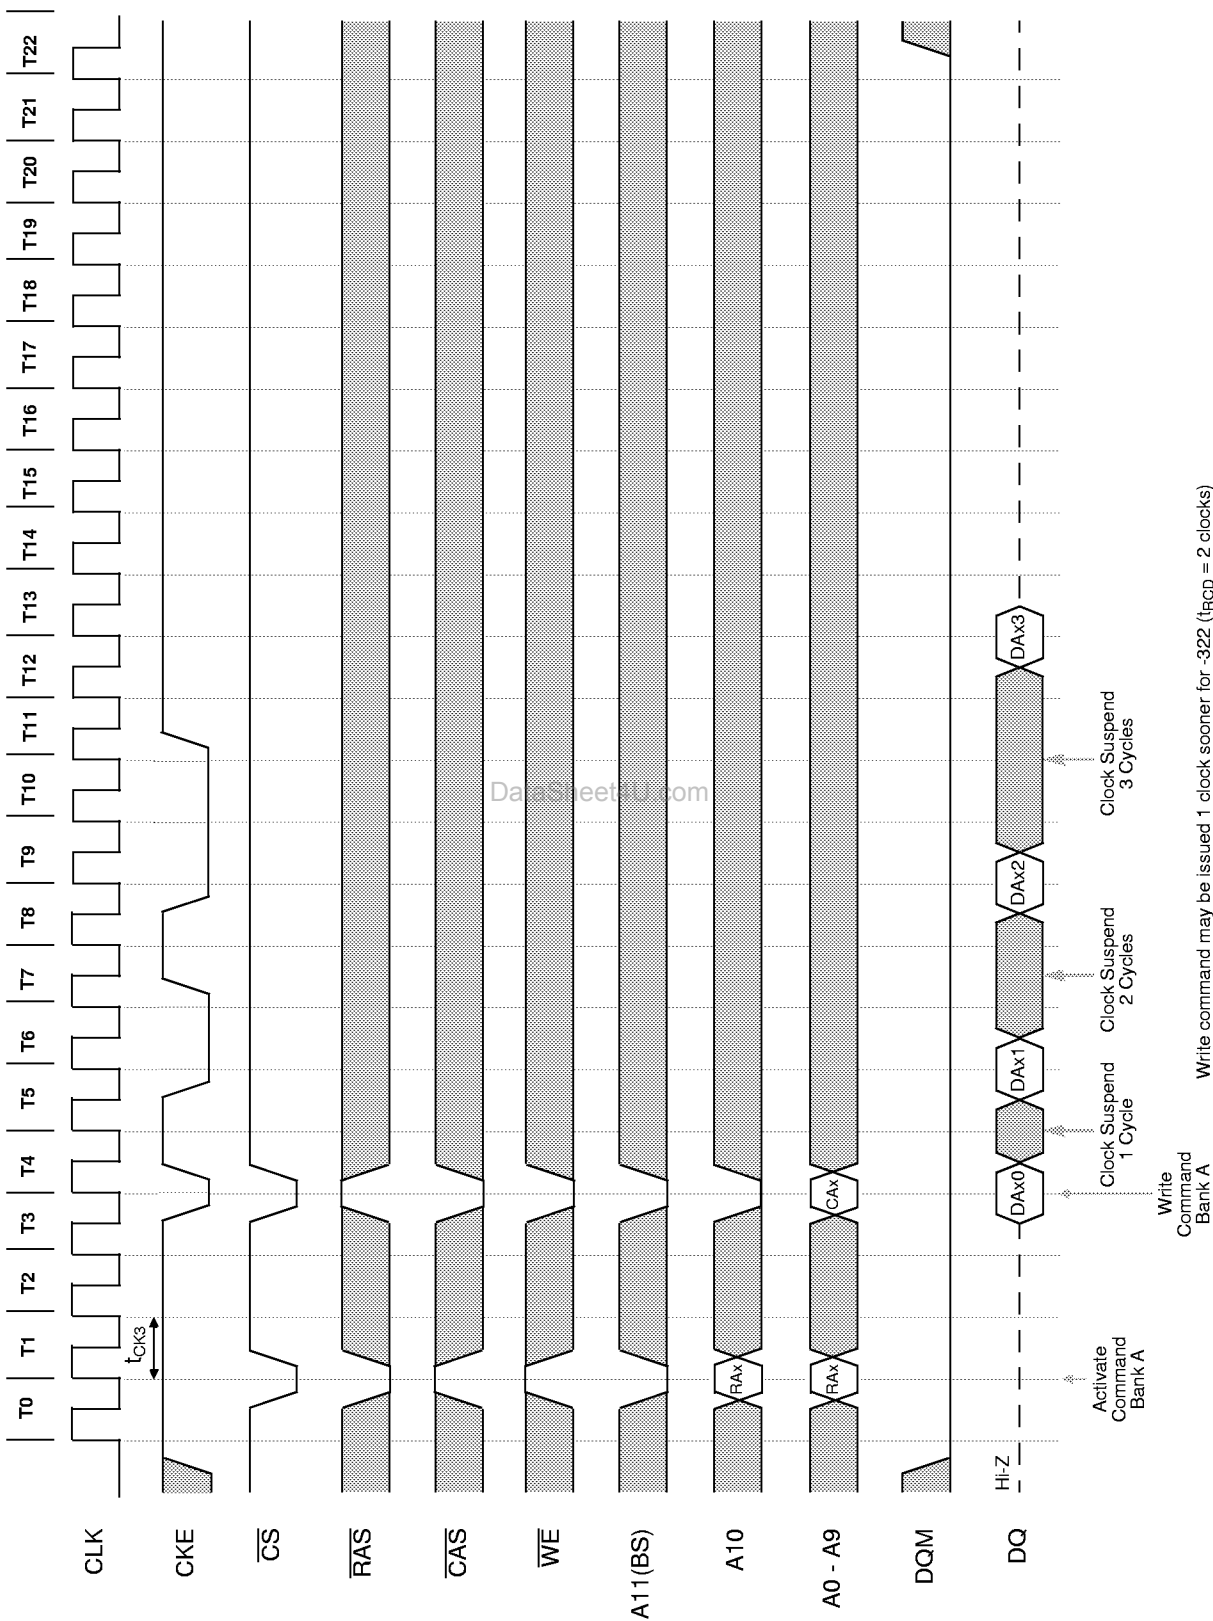 T0 T1 T2 T3 T4 T5 T6 T7 T8 T9 T10 T11 T12 T13 T14 T15 T16 T17 T18 T19 T20 T21 T22
CLK
tCK3
CKE
CS
RAS
CAS
WE
A11(BS)
A10
RAx
A0 - A9
RAx CAx
DQM
DQ
Hi-Z
DAx0 DAx1 DAx2 DAx3
Activate
Command
Bank A
Write
Command
Bank A
Clock Suspend
1 Cycle
Clock Suspend
2 Cycles
Clock Suspend
3 Cycles
Write command may be issued 1 clock sooner for -322 (tRCD = 2 clocks)
DataSheet4U.com